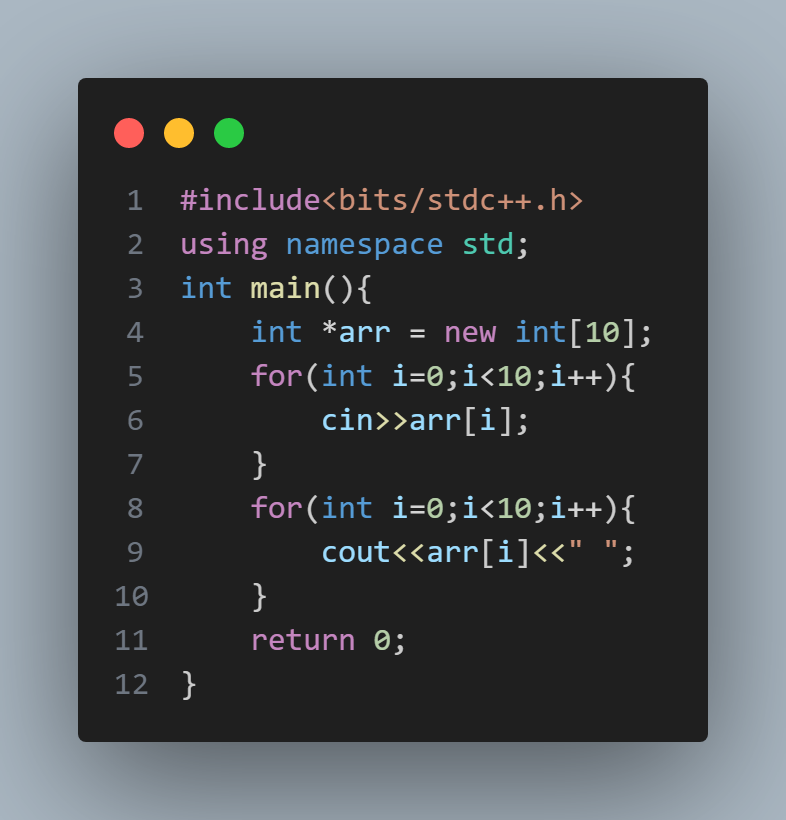 1 #include<bits/stdc++.h>
2 using namespace std;
3 int main(){
4     int *arr = new int[10];
5     for(int i=0;i<10;i++){
6         cin>>arr[i];
7     }
8     for(int i=0;i<10;i++){
9         cout<<arr[i]<<" ";
10     }
11     return 0;
12 }